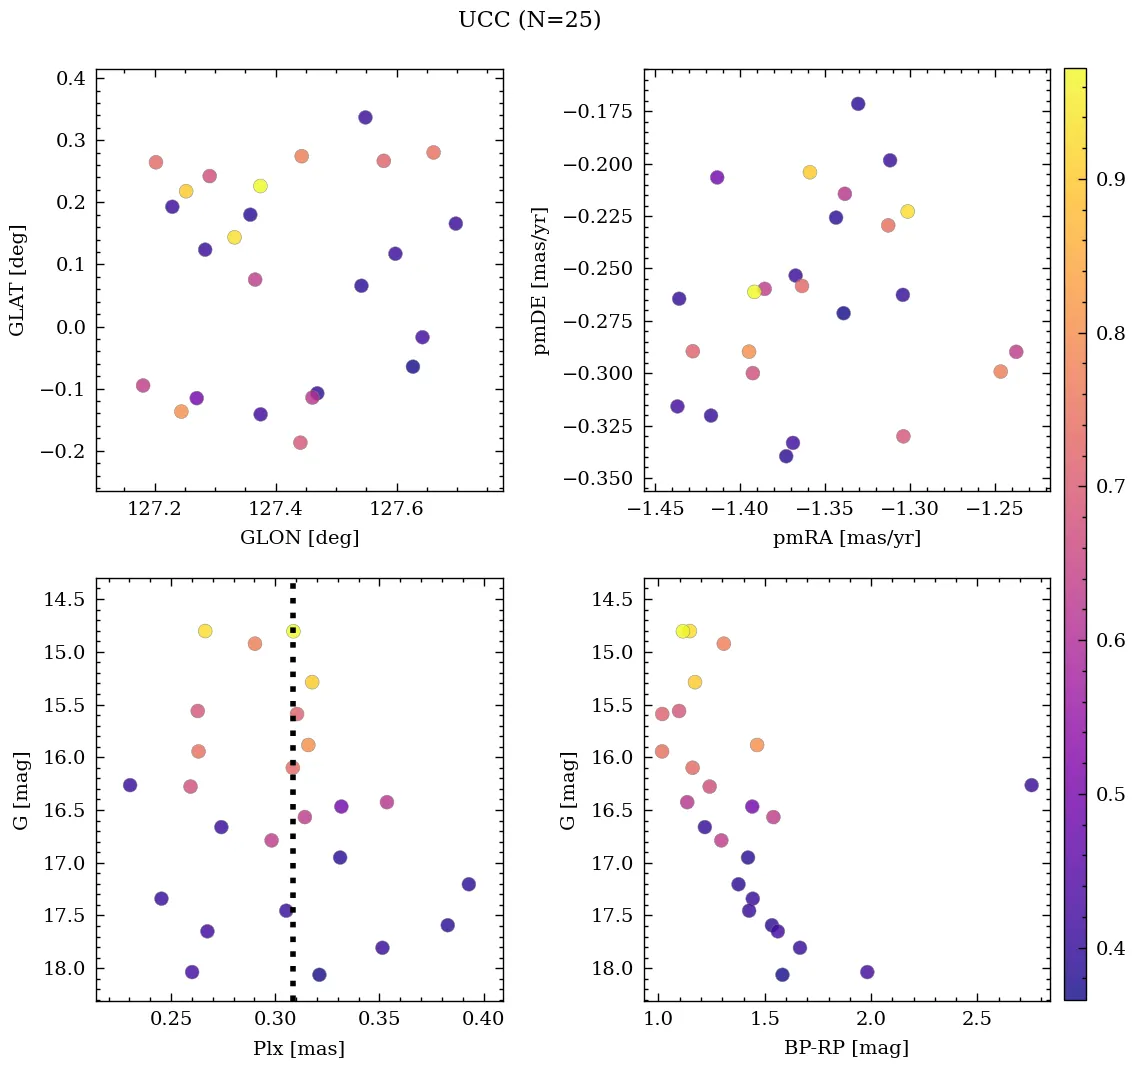 UCC (N=25)
0.4
0.3
0.2
0.1
0.0
−0.1
−0.2
GLAT [deg]
127.2 127.4 127.6
GLON [deg]
−0.175
−0.200
−0.225
−0.250
−0.275
−0.300
−0.325
−0.350
pmDE [mas/yr]
−1.45 −1.40 −1.35 −1.30 −1.25
pmRA [mas/yr]
14.5
15.0
15.5
16.0
16.5
17.0
17.5
18.0
G [mag]
0.25 0.30 0.35 0.40
Plx [mas]
14.5
15.0
15.5
16.0
16.5
17.0
17.5
18.0
G [mag]
1.0 1.5 2.0 2.5
BP-RP [mag]
0.9
0.8
0.7
0.6
0.5
0.4